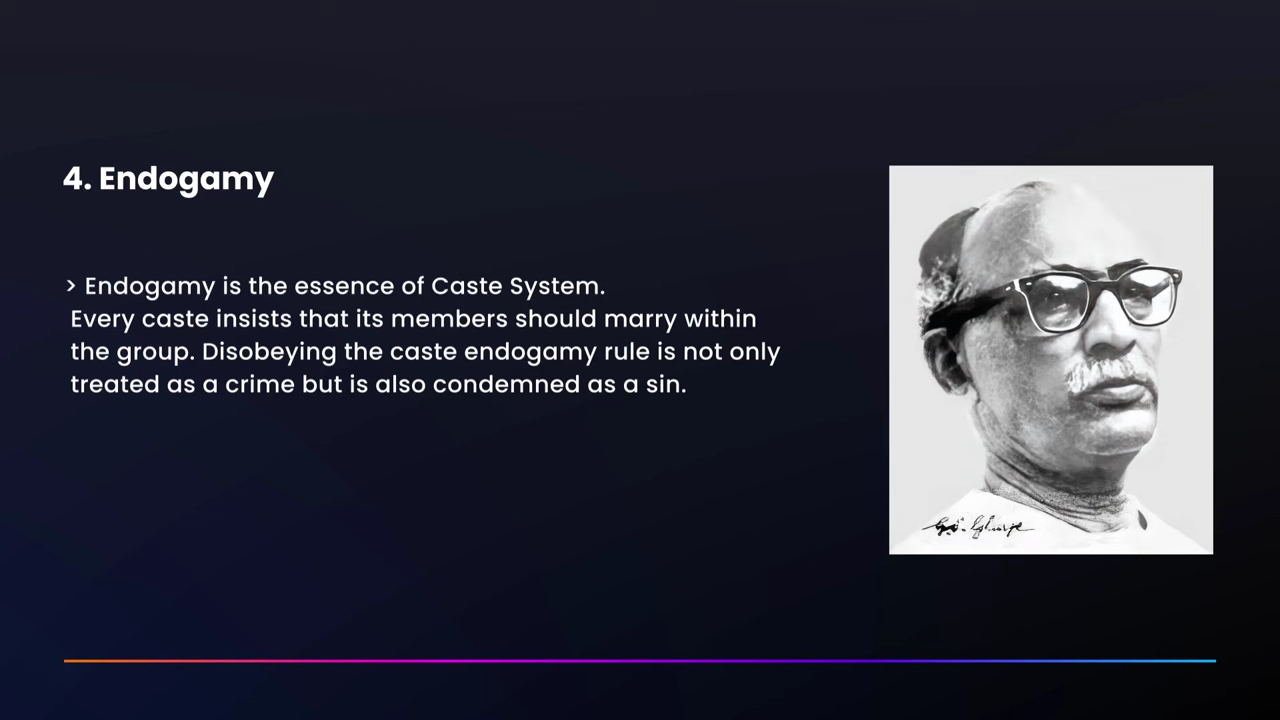 4. Endogamy
> Endogamy is the essence of Caste System.
Every caste insists that its members should marry within
the group. Disobeying the caste endogamy rule is not only
treated as a crime but is also condemned as a sin.